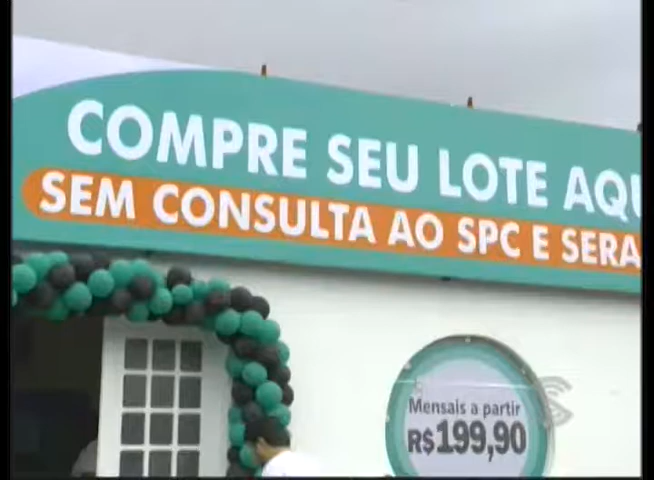 COMPRE SEU LOTE AQU
SEM CONSULTA AO SPC E SERA
Mensais a partir
R$199,90